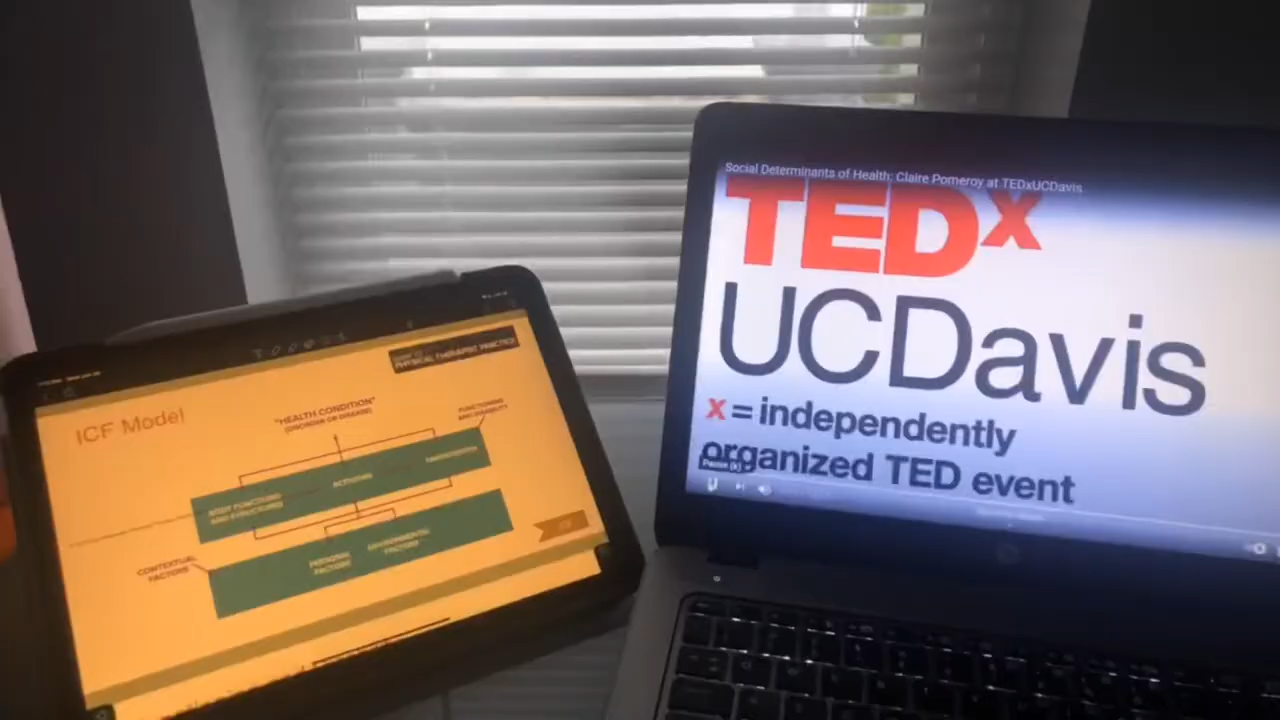 PHYSICAL THERAPIST PRACTICE
ICF Model
"HEALTH CONDITION"
(DISORDER OR DISEASE)
FUNCTIONING
AND DISABILITY
BODY FUNCTIONS
AND STRUCTURES
ACTIVITIES
PARTICIPATION
CONTEXTUAL
FACTORS
PERSONAL
FACTORS
ENVIRONMENTAL
FACTORS
Social Determinants of Health: Claire Pomeroy at TEDxUCDavis
TEDx
UCDavis
x = independently
organized TED event
Pause (k)